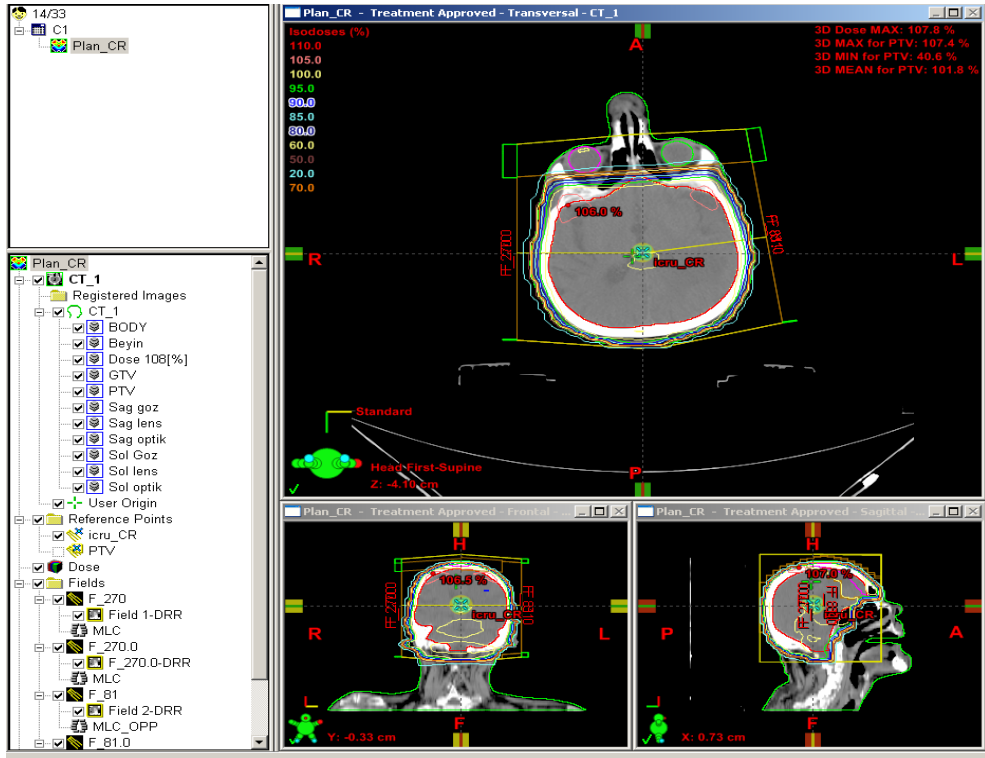 14/33
C1
Plan_CR
Plan_CR
CT_1
Registered Images
CT_1
BODY
Beyin
Dose 108[%]
GTV
PTV
Sag goz
Sag lens
Sag optik
Sol Goz
Sol lens
Sol optik
User Origin
Reference Points
icru_CR
PTV
Dose
Fields
F_270
Field 1-DRR
MLC
F_270.0
F_270.0-DRR
MLC
F_81
Field 2-DRR
MLC_OPP
F_81.0
Plan_CR - Treatment Approved - Transversal - CT_1
Isodoses (%)
110.0
105.0
100.0
95.0
90.0
85.0
80.0
60.0
50.0
20.0
70.0
3D Dose MAX: 107.8 %
3D MAX for PTV: 107.4 %
3D MIN for PTV: 40.6 %
3D MEAN for PTV: 101.8 %
A
106.0 %
R
icru_CR
L
Standard
Head First-Supine
Z: -4.10 cm
P
Plan_CR - Treatment Approved - Frontal - ...
H
106.5 %
icru_CR
R
L
F
Y: -0.33 cm
Plan_CR - Treatment Approved - Sagittal - ...
H
107.0 %
P
A
F
X: 0.73 cm